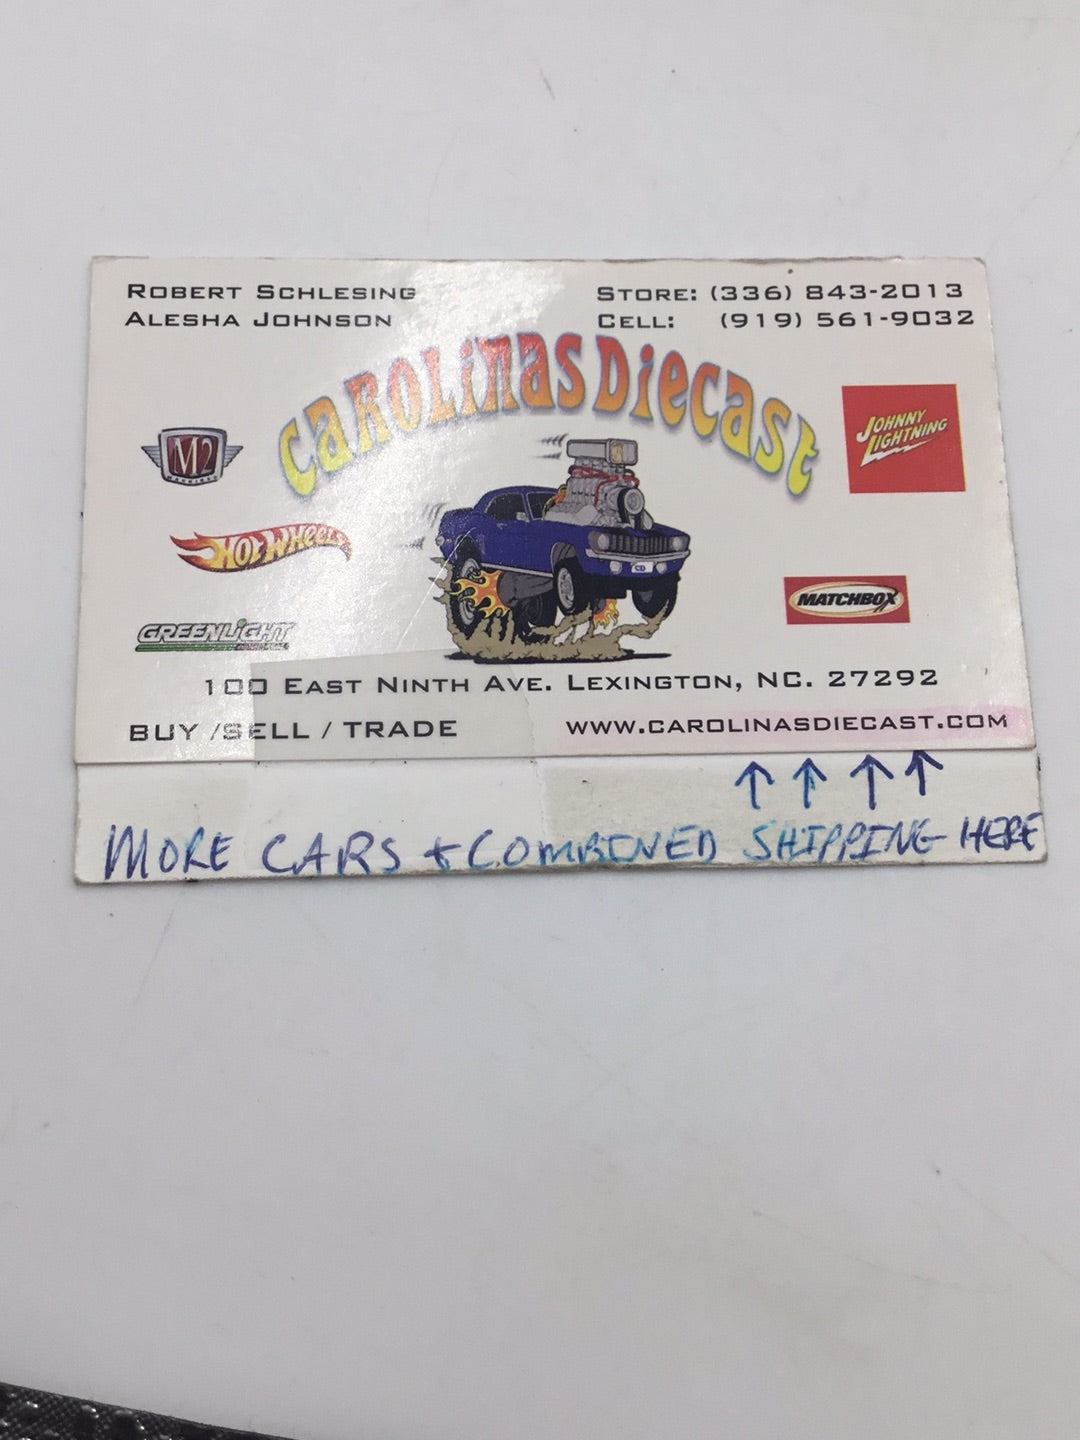 ROBERT SCHLESING
ALESHA JOHNSON
STORE: (336) 843-2013
CELL: (919) 561-9032
CAROLINAS DIECAST
M2
MACHINES
JOHNNY
LIGHTNING
HOT WHEELS
CD
MATCHBOX
GREENLIGHT
100 EAST NINTH AVE. LEXINGTON, NC. 27292
BUY /SELL / TRADE
WWW.CAROLINASDIECAST.COM
MORE CARS + COMBINED SHIPPING HERE